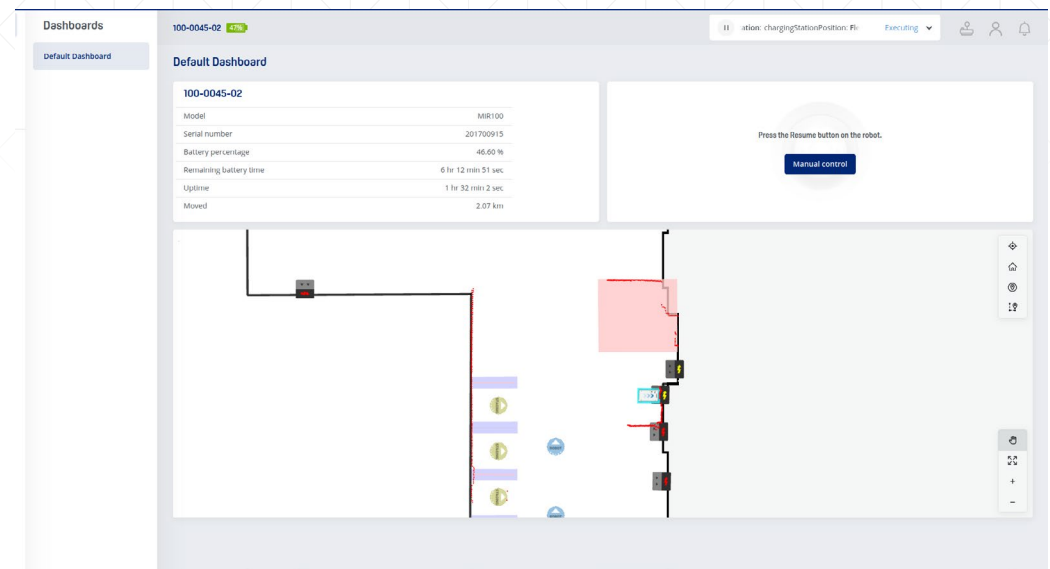 Dashboards
Default Dashboard
100-0045-02 47%
ation: chargingStationPosition: Fle Executing
Default Dashboard
100-0045-02
Model MiR100
Serial number 201700915
Battery percentage 46.60 %
Remaining battery time 6 hr 12 min 51 sec
Uptime 1 hr 32 min 2 sec
Moved 2.07 km
Press the Resume button on the robot.
Manual control